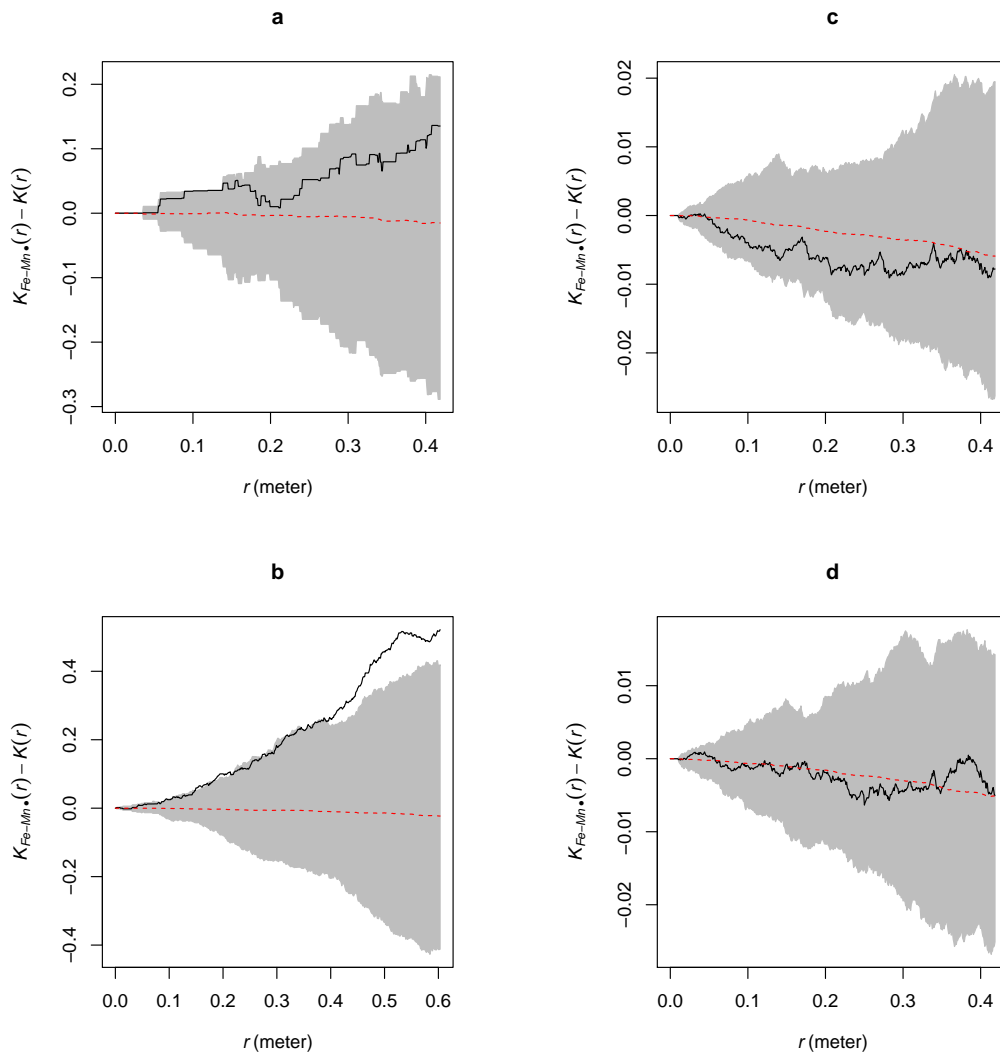 a
0.2
0.1
0.0
−0.1
−0.2
−0.3
K_{Fe−Mn•}(r) − K(r)
0.0 0.1 0.2 0.3 0.4
r (meter)
c
0.02
0.01
0.00
−0.01
−0.02
K_{Fe−Mn•}(r) − K(r)
0.0 0.1 0.2 0.3 0.4
r (meter)
b
0.4
0.2
0.0
−0.2
−0.4
K_{Fe−Mn•}(r) − K(r)
0.0 0.1 0.2 0.3 0.4 0.5 0.6
r (meter)
d
0.01
0.00
−0.01
−0.02
K_{Fe−Mn•}(r) − K(r)
0.0 0.1 0.2 0.3 0.4
r (meter)